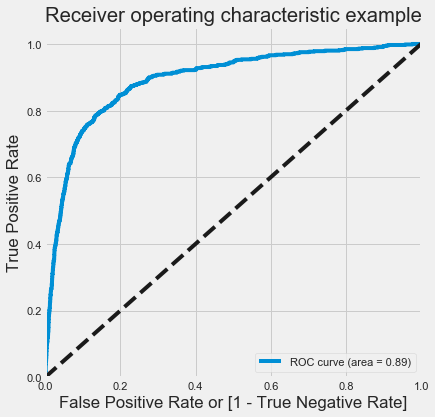 Receiver operating characteristic example
1.0
0.8
0.6
0.4
0.2
0.0
True Positive Rate
0.0 0.2 0.4 0.6 0.8 1.0
False Positive Rate or [1 - True Negative Rate]
ROC curve (area = 0.89)